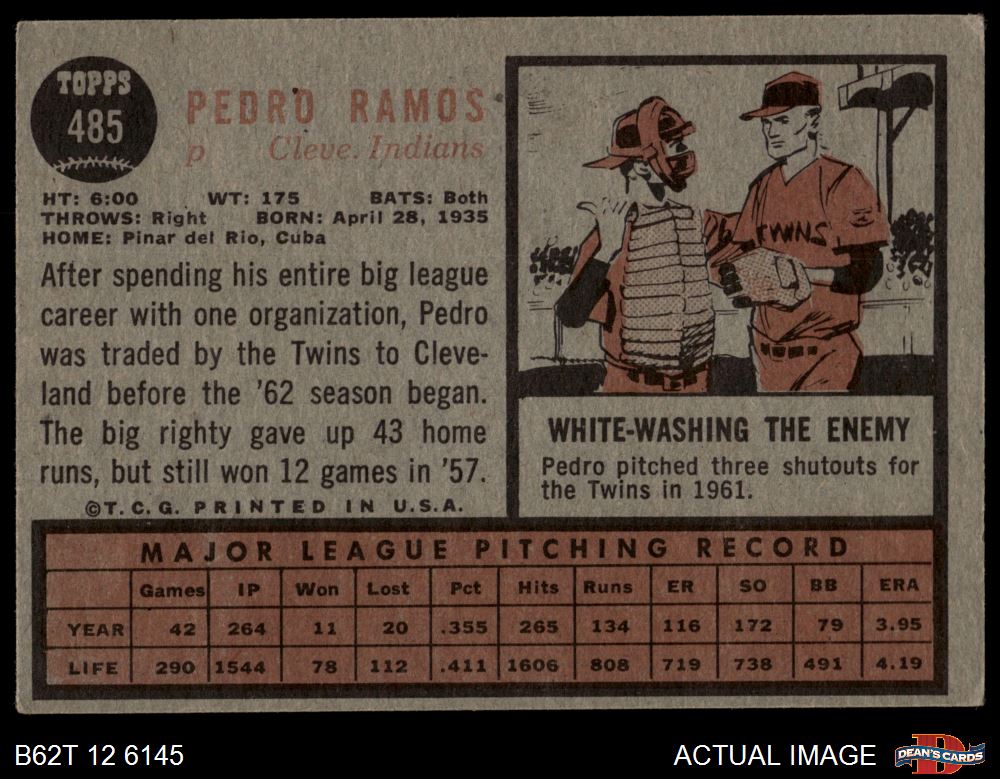 TOPPS
485
PEDRO RAMOS
p Cleve. Indians
HT: 6:00 WT: 175 BATS: Both
THROWS: Right BORN: April 28, 1935
HOME: Pinar del Rio, Cuba
After spending his entire big league
career with one organization, Pedro
was traded by the Twins to Cleve-
land before the '62 season began.
The big righty gave up 43 home
runs, but still won 12 games in '57.
©T. C. G. PRINTED IN U.S.A.
TWINS
WHITE-WASHING THE ENEMY
Pedro pitched three shutouts for
the Twins in 1961.
MAJOR LEAGUE PITCHING RECORD
Games IP Won Lost Pct Hits Runs ER SO BB ERA
YEAR 42 264 11 20 .355 265 134 116 172 79 3.95
LIFE 290 1544 78 112 .411 1606 808 719 738 491 4.19
B62T 12 6145 ACTUAL IMAGE DEAN'S CARDS